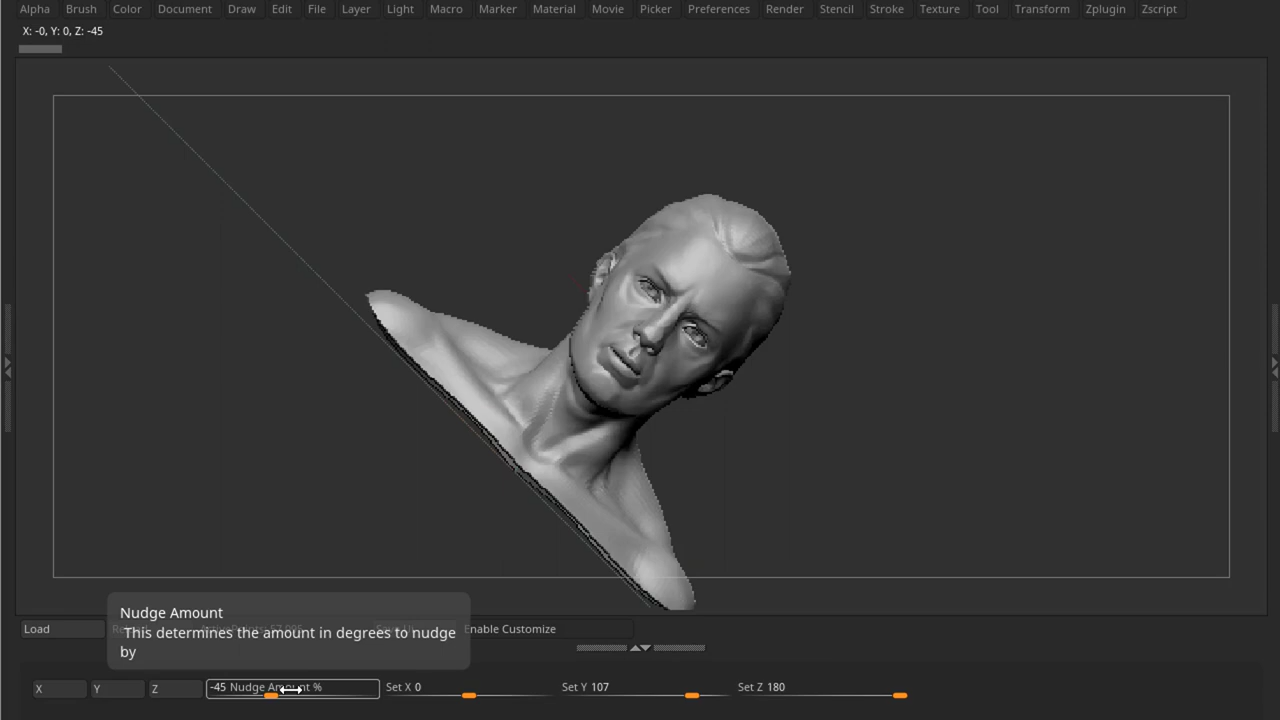 Alpha Brush Color Document Draw Edit File Layer Light Macro Marker Material Movie Picker Preferences Render Stencil Stroke Texture Tool Transform Zplugin Zscript
X: -0, Y: 0, Z: -45
Nudge Amount
This determines the amount in degrees to nudge
by
Load Enable Customize
X Y Z -45 Nudge Amount % Set X 0 Set Y 107 Set Z 180